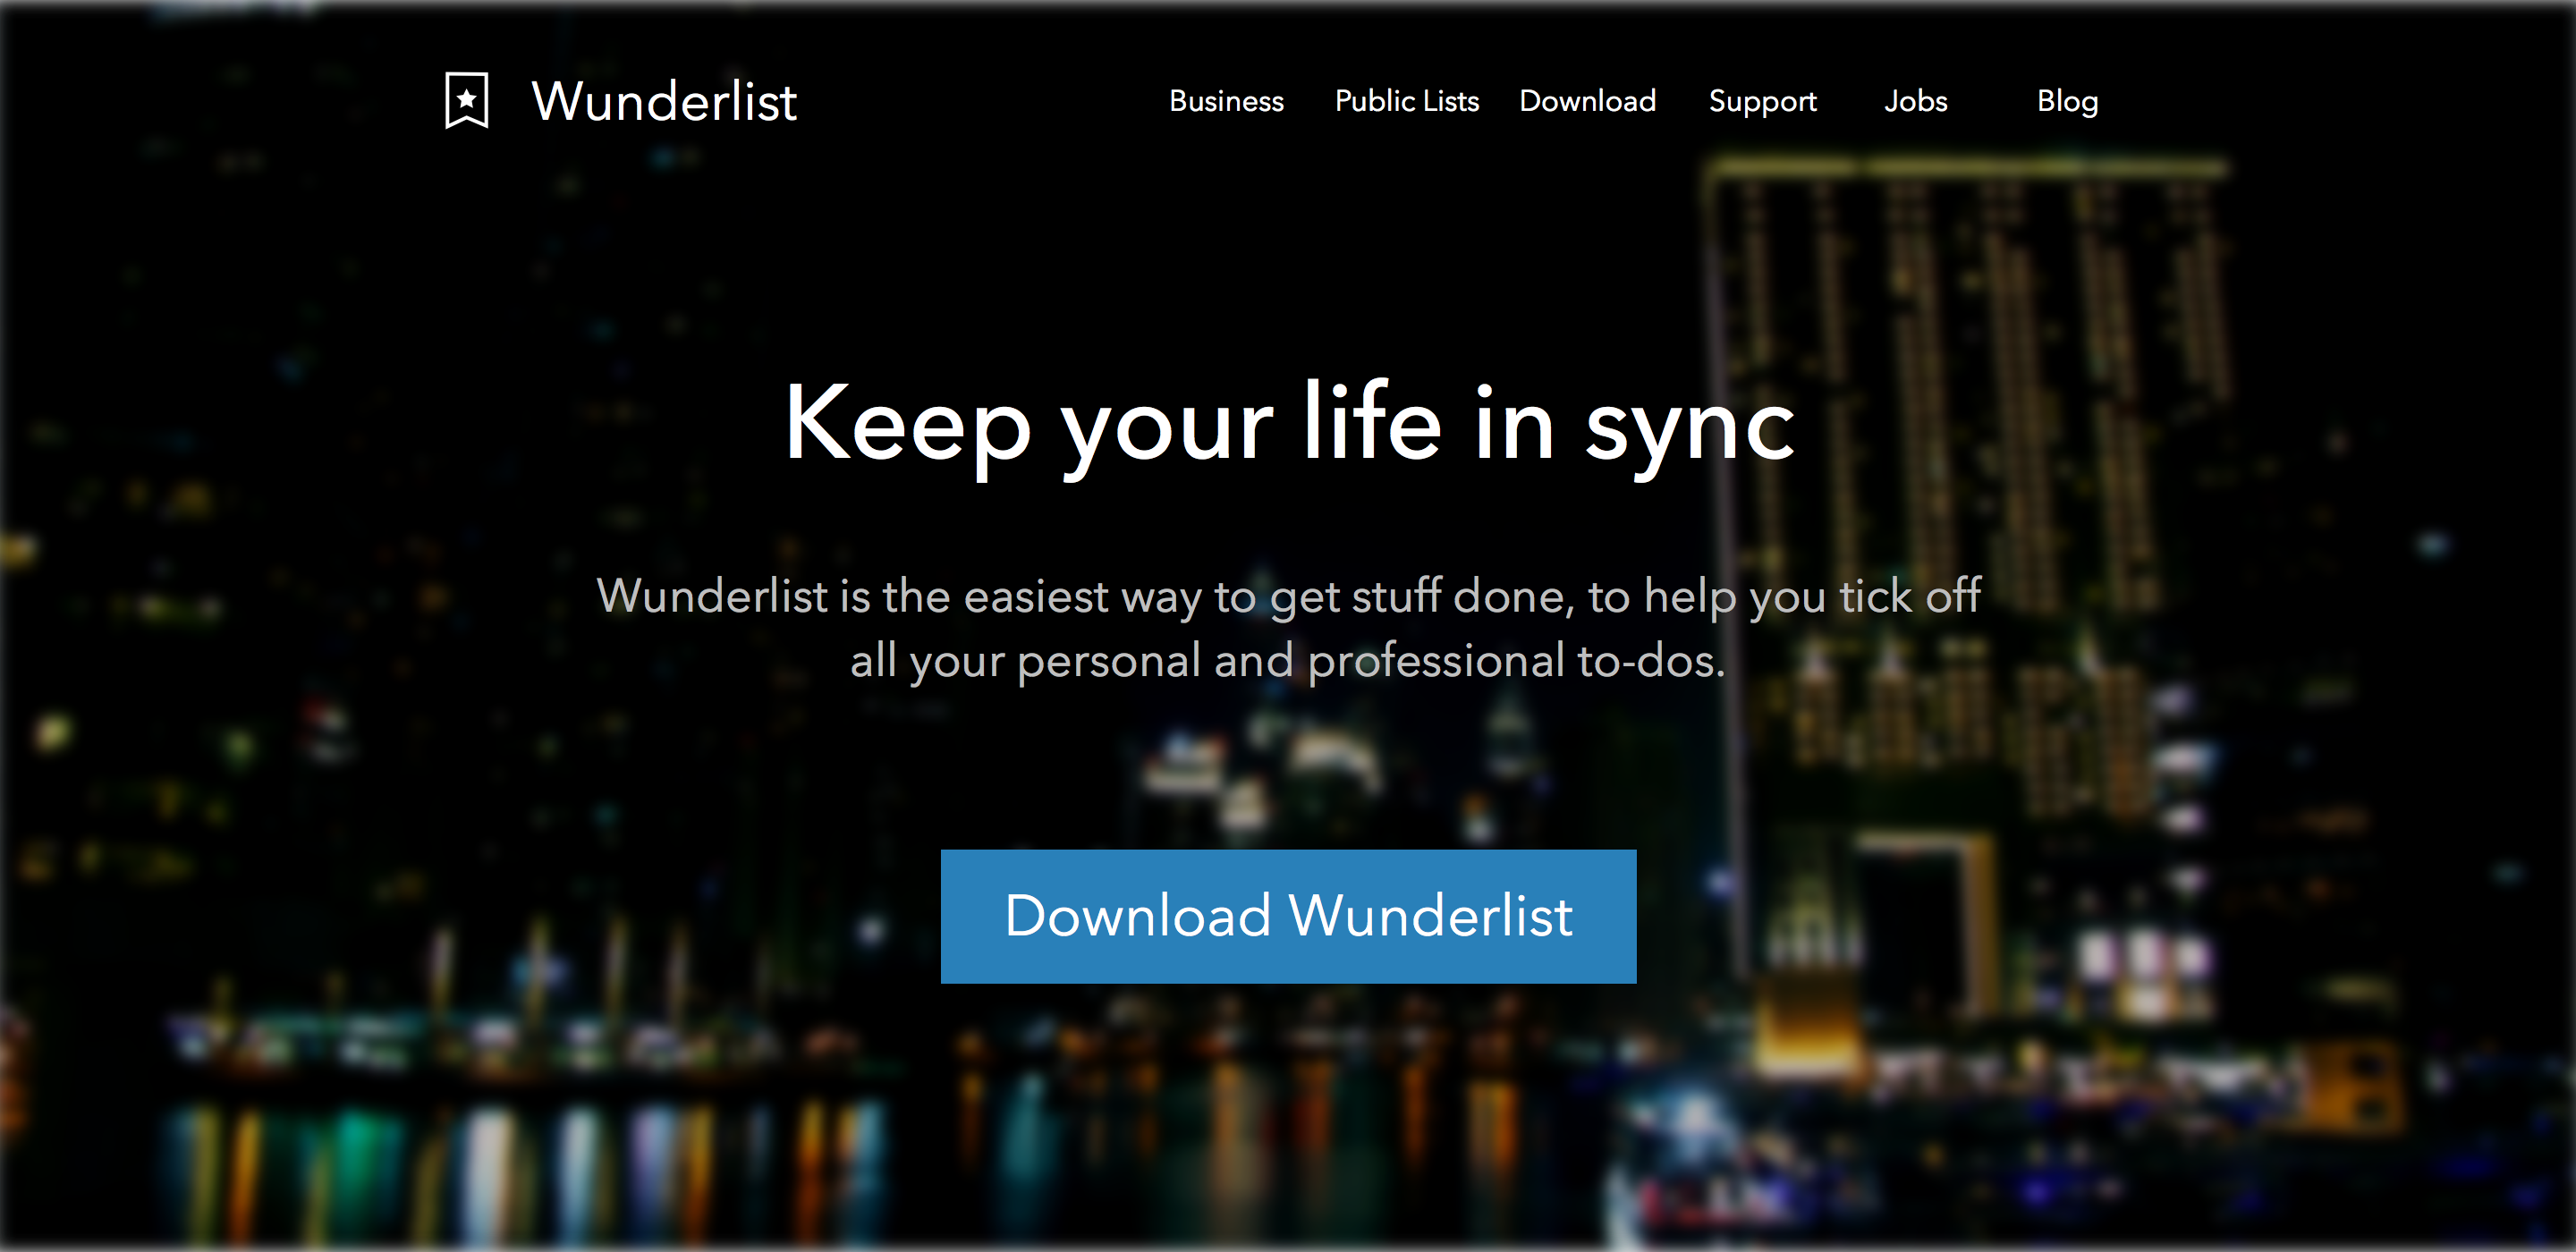 Wunderlist
Business Public Lists Download Support Jobs Blog
Keep your life in sync
Wunderlist is the easiest way to get stuff done, to help you tick off
all your personal and professional to-dos.
Download Wunderlist